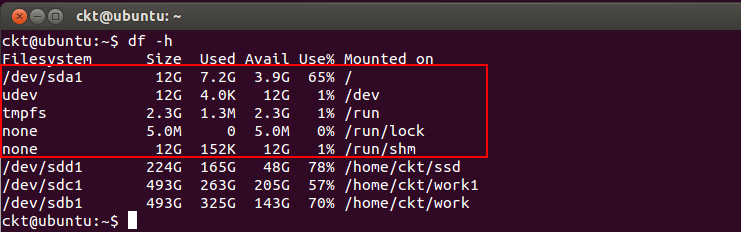 ckt@ubuntu: ~
ckt@ubuntu:~$ df -h
Filesystem      Size  Used Avail Use% Mounted on
/dev/sda1        12G  7.2G  3.9G  65% /
udev             12G  4.0K   12G   1% /dev
tmpfs           2.3G  1.3M  2.3G   1% /run
none            5.0M     0  5.0M   0% /run/lock
none             12G  152K   12G   1% /run/shm
/dev/sdd1       224G  165G   48G  78% /home/ckt/ssd
/dev/sdc1       493G  263G  205G  57% /home/ckt/work1
/dev/sdb1       493G  325G  143G  70% /home/ckt/work
ckt@ubuntu:~$